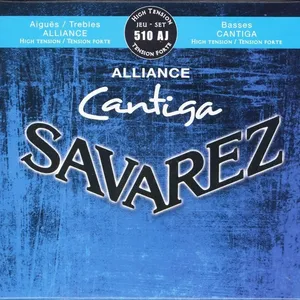 Aiguës / Trebles
ALLIANCE
HIGH TENSION / TENSION FORTE
HIGH TENSION
JEU - SET
510 AJ
TENSION FORTE
Basses
CANTIGA
HIGH TENSION / TENSION FORTE
ALLIANCE
Cantiga
SAVAREZ